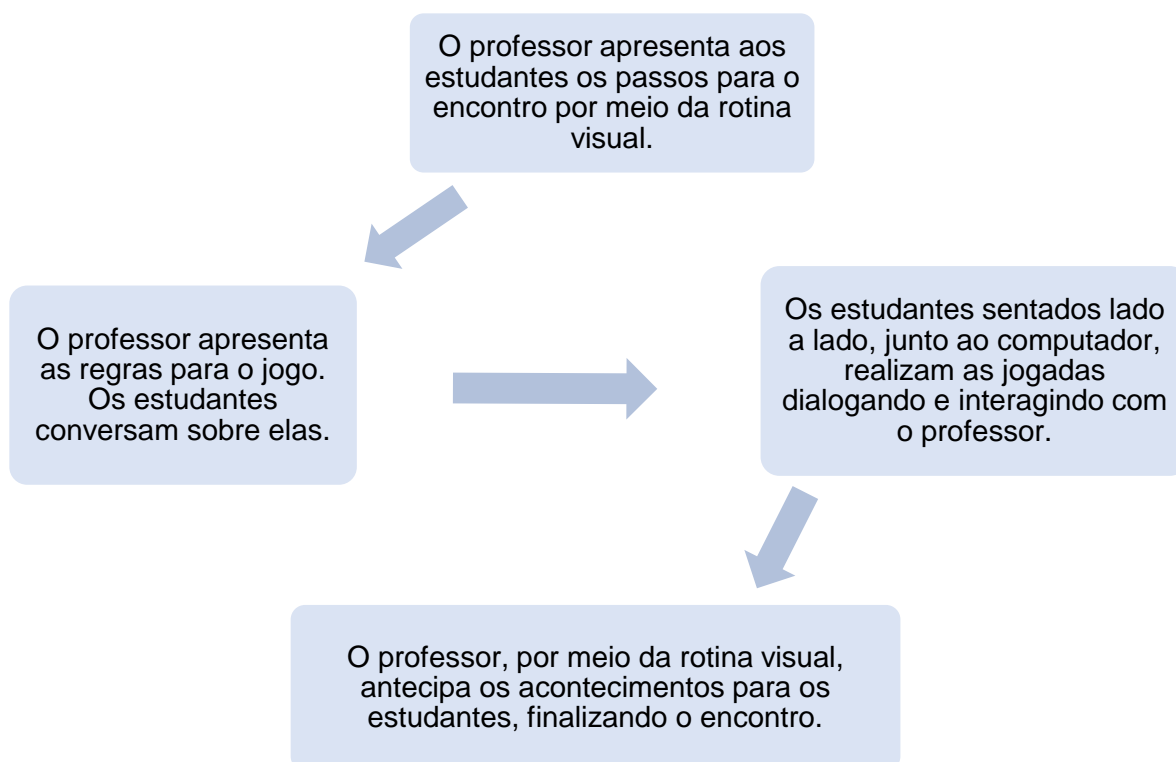 O professor apresenta aos
estudantes os passos para o
encontro por meio da rotina
visual.
O professor apresenta
as regras para o jogo.
Os estudantes
conversam sobre elas.
Os estudantes sentados lado
a lado, junto ao computador,
realizam as jogadas
dialogando e interagindo com
o professor.
O professor, por meio da rotina visual,
antecipa os acontecimentos para os
estudantes, finalizando o encontro.